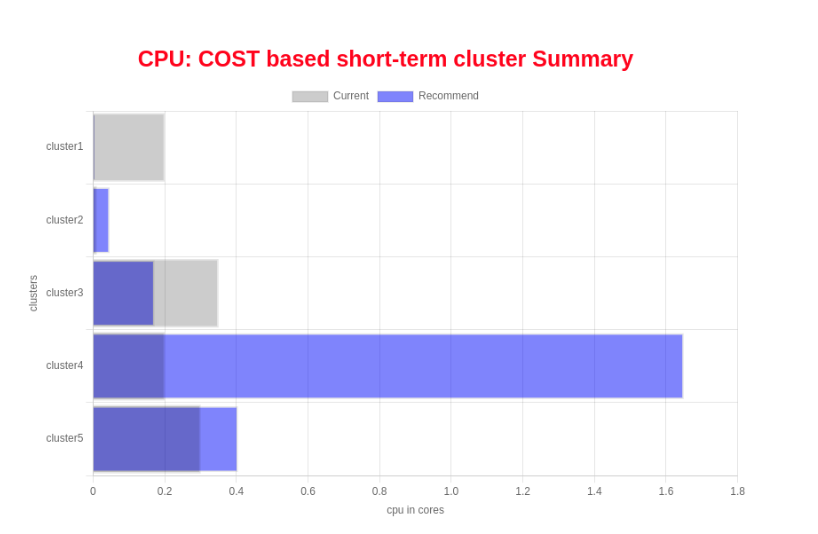 CPU: COST based short-term cluster Summary
Current Recommend
cluster1
cluster2
cluster3
cluster4
cluster5
clusters
0 0.2 0.4 0.6 0.8 1.0 1.2 1.4 1.6 1.8
cpu in cores